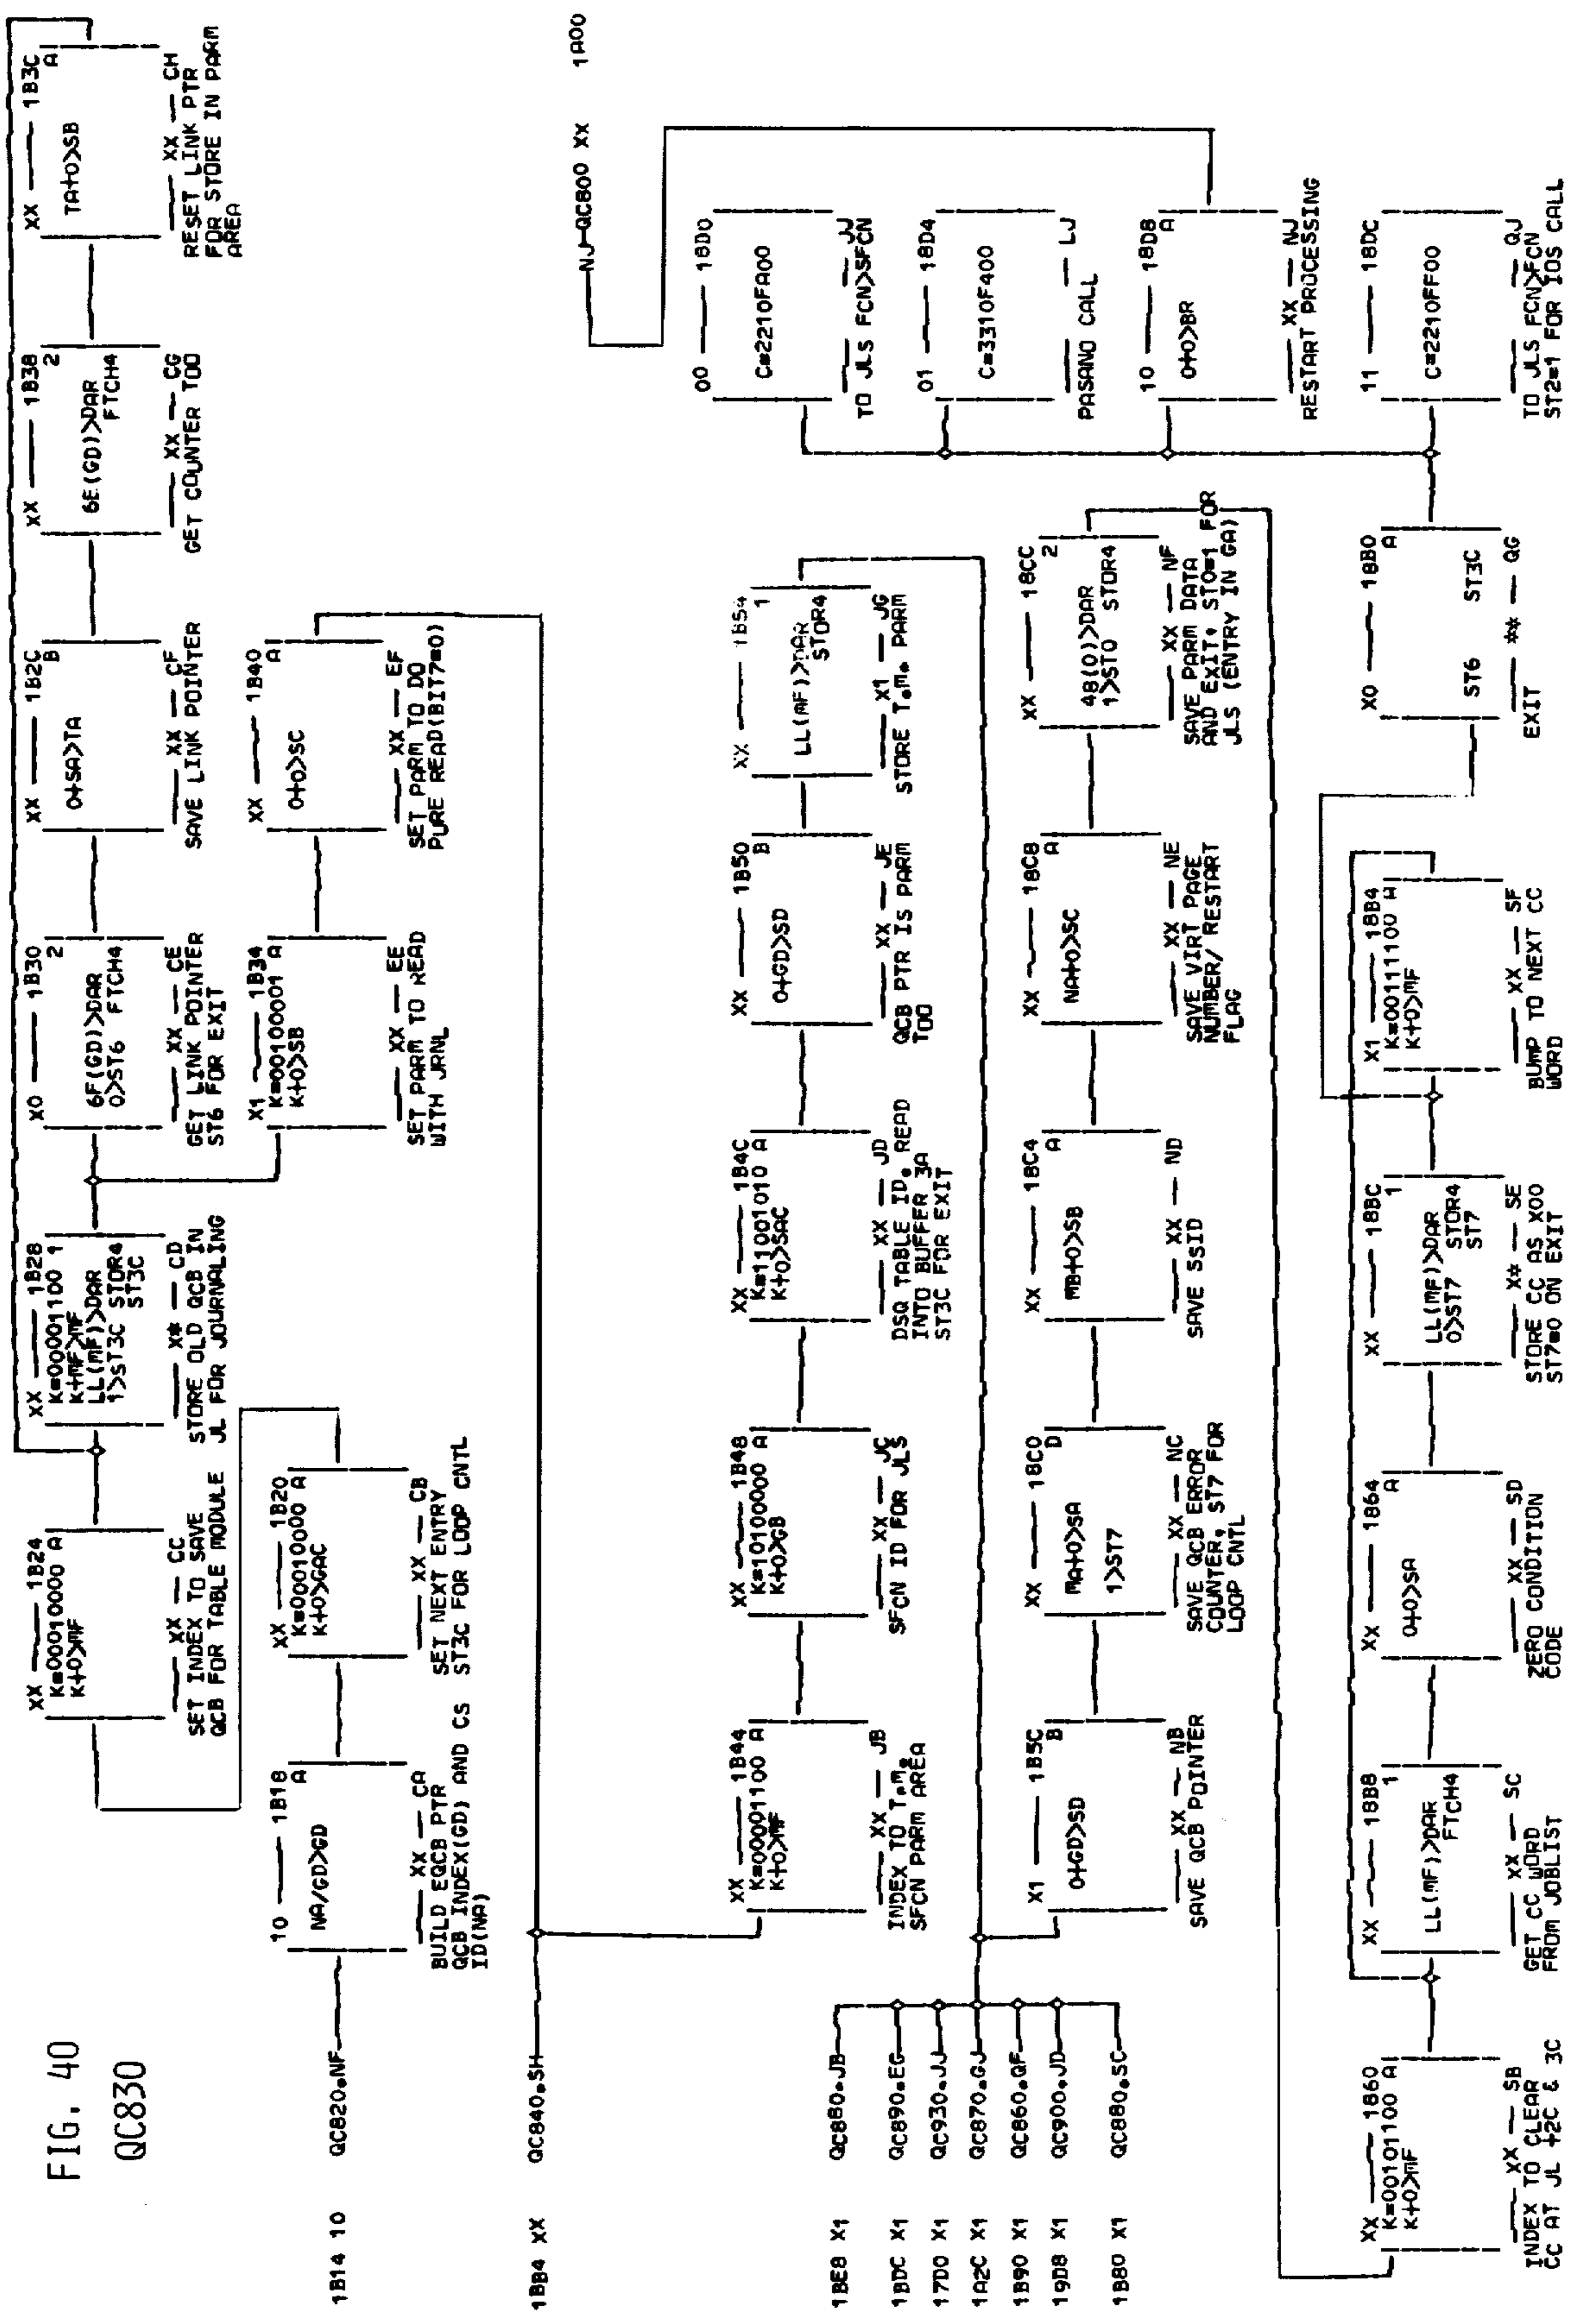 FIG. 40
QC830
1B14 10 QC820.NF
10 1B18
A
NA/GD>GD
XX CA
BUILD EQCB PTR
QCB INDEX(GD) AND CS
ID(NA)
XX 1B20
K=00010000 A
K+0>GAC
XX CB
SET NEXT ENTRY
ST3C FOR LOOP CNTL
XX 1B24
K=00010000 A
K+0>MF
XX CC
SET INDEX TO SAVE
QCB FOR TABLE MODULE
XX 1B28
K=00001100 1
K+MF>MF
LL(MF)>DAR
1>ST3C STOR4
ST3C
X* CD
STORE OLD QCB IN
JL FOR JOURNALING
X0 1B30
2
6F(GD)>DAR
0>ST6 FTCH4
XX CE
GET LINK POINTER
ST6 FOR EXIT
XX 1B2C
B
0+SA>TA
XX CF
SAVE LINK POINTER
XX 1B38
2
6E(GD)>DAR
FTCH4
XX CG
GET COUNTER TOO
XX 1B3C
A
TA+0>SB
XX CH
RESET LINK PTR
FOR STORE IN PARM
AREA
X1 1B34
K=00100001 A
K+0>SB
XX EE
SET PARM TO READ
WITH JRNL
XX 1B40
A
0+0>SC
XX EF
SET PARM TO DO
PURE READ(BIT7=0)
1BB4 XX QC840.SH
XX 1B44
K=00001100 A
K+0>MF
XX JB
INDEX TO T.M.
SFCN PARM AREA
XX 1B48
K=10100000 A
K+0>GB
XX JC
SFCN ID FOR JLS
XX 1B4C
K=11001010 A
K+0>SAC
XX JD
DSQ TABLE ID. READ
INTO BUFFER 3A
ST3C FOR EXIT
XX 1B50
B
0+GD>SD
XX JE
QCB PTR IS PARM
TOO
XX 1B54
1
LL(MF)>DAR
STOR4
X1 JG
STORE T.M. PARM
1BE8 X1 QC880.JB
1BDC X1 QC890.EG
17D0 X1 QC930.JJ
1A2C X1 QC870.GJ
1B90 X1 QC860.QF
19D8 X1 QC900.JD
1B80 X1 QC880.SC
X1 1B5C
B
0+GD>SD
XX NB
SAVE QCB POINTER
XX 18C0
D
MA+0>SA
1>ST7
XX NC
SAVE QCB ERROR
COUNTER, ST7 FOR
LOOP CNTL
XX 18C4
A
MB+0>SB
XX ND
SAVE SSID
XX 18C8
A
NA+0>SC
XX NE
SAVE VIRT PAGE
NUMBER/ RESTART
FLAG
XX 18CC
2
48(0)>DAR
1>ST0 STOR4
XX NF
SAVE PARM DATA
AND EXIT, ST0=1 FOR
JLS (ENTRY IN GA)
XX 1860
K=00101100 A
K+0>MF
XX SB
INDEX TO CLEAR
CC AT JL +2C & 3C
XX 18B8
1
LL(MF)>DAR
FTCH4
XX SC
GET CC WORD
FROM JOBLIST
XX 1864
A
0+0>SA
XX SD
ZERO CONDITION
CODE
XX 18BC
1
LL(MF)>DAR
0>ST7 STOR4
ST7
X* SE
STORE CC AS X00
ST7=0 ON EXIT
X1 18B4
K=00111100 A
K+0>MF
XX SF
BUMP TO NEXT CC
WORD
X0 18B0
A
ST6 ST3C
** QG
EXIT
NJ QC800 XX 1A00
00 18D0
C=2210FA00
JJ
TO JLS FCN>SFCN
01 18D4
C=3310F400
LJ
PASAND CALL
10 18D8
A
0+0>BR
XX NJ
RESTART PROCESSING
11 18DC
C=2210FF00
QJ
TO JLS FCN>FCN
ST2=1 FOR IOS CALL